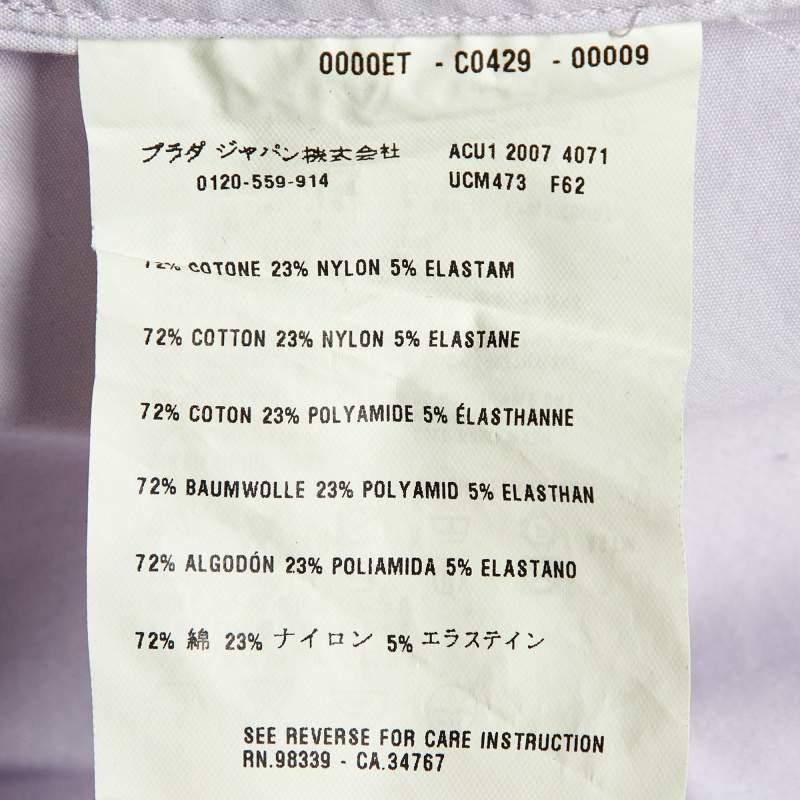 0000ET - C0429 - 00009
プラダ ジャパン株式会社 ACU1 2007 4071
0120-559-914 UCM473 F62
72% COTONE 23% NYLON 5% ELASTAM
72% COTTON 23% NYLON 5% ELASTANE
72% COTON 23% POLYAMIDE 5% ÉLASTHANNE
72% BAUMWOLLE 23% POLYAMID 5% ELASTHAN
72% ALGODÓN 23% POLIAMIDA 5% ELASTANO
72% 綿 23% ナイロン 5% エラステイン
SEE REVERSE FOR CARE INSTRUCTION
RN.98339 - CA.34767